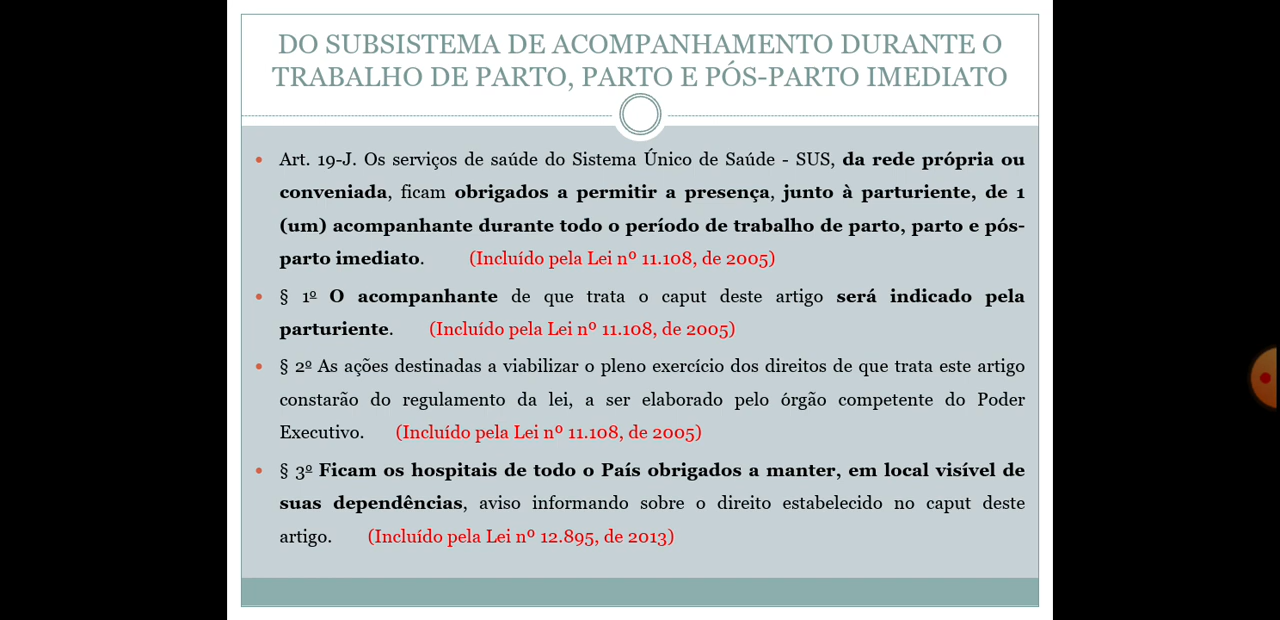 DO SUBSISTEMA DE ACOMPANHAMENTO DURANTE O
TRABALHO DE PARTO, PARTO E PÓS-PARTO IMEDIATO
• Art. 19-J. Os serviços de saúde do Sistema Único de Saúde - SUS, da rede própria ou
conveniada, ficam obrigados a permitir a presença, junto à parturiente, de 1
(um) acompanhante durante todo o período de trabalho de parto, parto e pós-
parto imediato. (Incluído pela Lei nº 11.108, de 2005)
• § 1º O acompanhante de que trata o caput deste artigo será indicado pela
parturiente. (Incluído pela Lei nº 11.108, de 2005)
• § 2º As ações destinadas a viabilizar o pleno exercício dos direitos de que trata este artigo
constarão do regulamento da lei, a ser elaborado pelo órgão competente do Poder
Executivo. (Incluído pela Lei nº 11.108, de 2005)
• § 3º Ficam os hospitais de todo o País obrigados a manter, em local visível de
suas dependências, aviso informando sobre o direito estabelecido no caput deste
artigo. (Incluído pela Lei nº 12.895, de 2013)